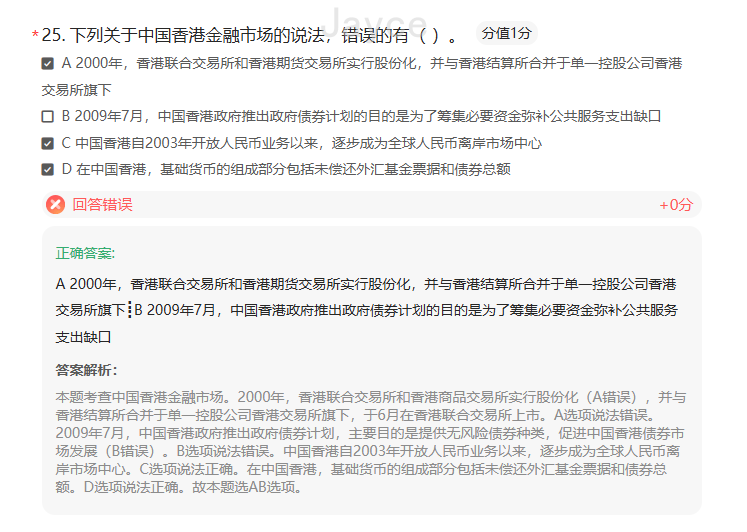 Jayce
*25. 下列关于中国香港金融市场的说法，错误的有（ ）。 分值1分
A 2000年，香港联合交易所和香港期货交易所实行股份化，并与香港结算所合并于单一控股公司香港
交易所旗下
B 2009年7月，中国香港政府推出政府债券计划的目的是为了筹集必要资金弥补公共服务支出缺口
C 中国香港自2003年开放人民币业务以来，逐步成为全球人民币离岸市场中心
D 在中国香港，基础货币的组成部分包括未偿还外汇基金票据和债券总额
回答错误 +0分
正确答案:
A 2000年，香港联合交易所和香港期货交易所实行股份化，并与香港结算所合并于单一控股公司香港
交易所旗下┋B 2009年7月，中国香港政府推出政府债券计划的目的是为了筹集必要资金弥补公共服务
支出缺口
答案解析：
本题考查中国香港金融市场。2000年，香港联合交易所和香港商品交易所实行股份化（A错误），并与
香港结算所合并于单一控股公司香港交易所旗下，于6月在香港联合交易所上市。A选项说法错误。
2009年7月，中国香港政府推出政府债券计划，主要目的是提供无风险债券种类，促进中国香港债券市
场发展（B错误）。B选项说法错误。中国香港自2003年开放人民币业务以来，逐步成为全球人民币离
岸市场中心。C选项说法正确。在中国香港，基础货币的组成部分包括未偿还外汇基金票据和债券总
额。D选项说法正确。故本题选AB选项。